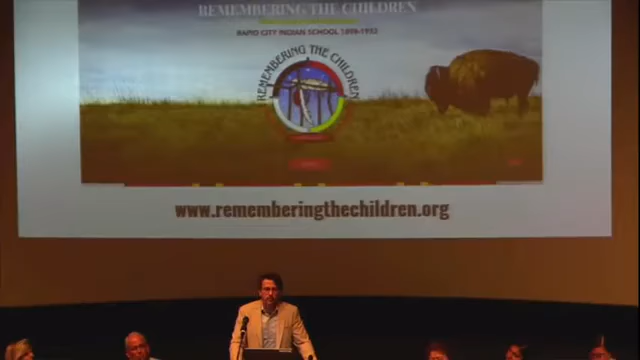 REMEMBERING THE CHILDREN
RAPID CITY INDIAN SCHOOL 1898-1933
REMEMBERING THE CHILDREN
www.rememberingthechildren.org